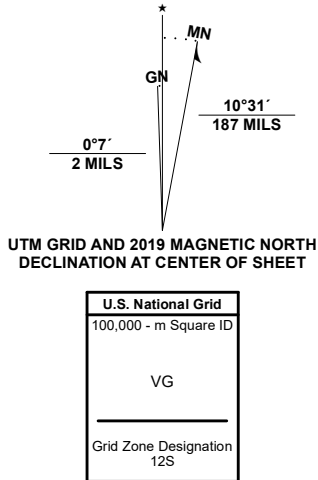 ★
MN
GN
10°31´
187 MILS
0°7´
2 MILS
UTM GRID AND 2019 MAGNETIC NORTH
DECLINATION AT CENTER OF SHEET
U.S. National Grid
100,000 - m Square ID
VG
Grid Zone Designation
12S